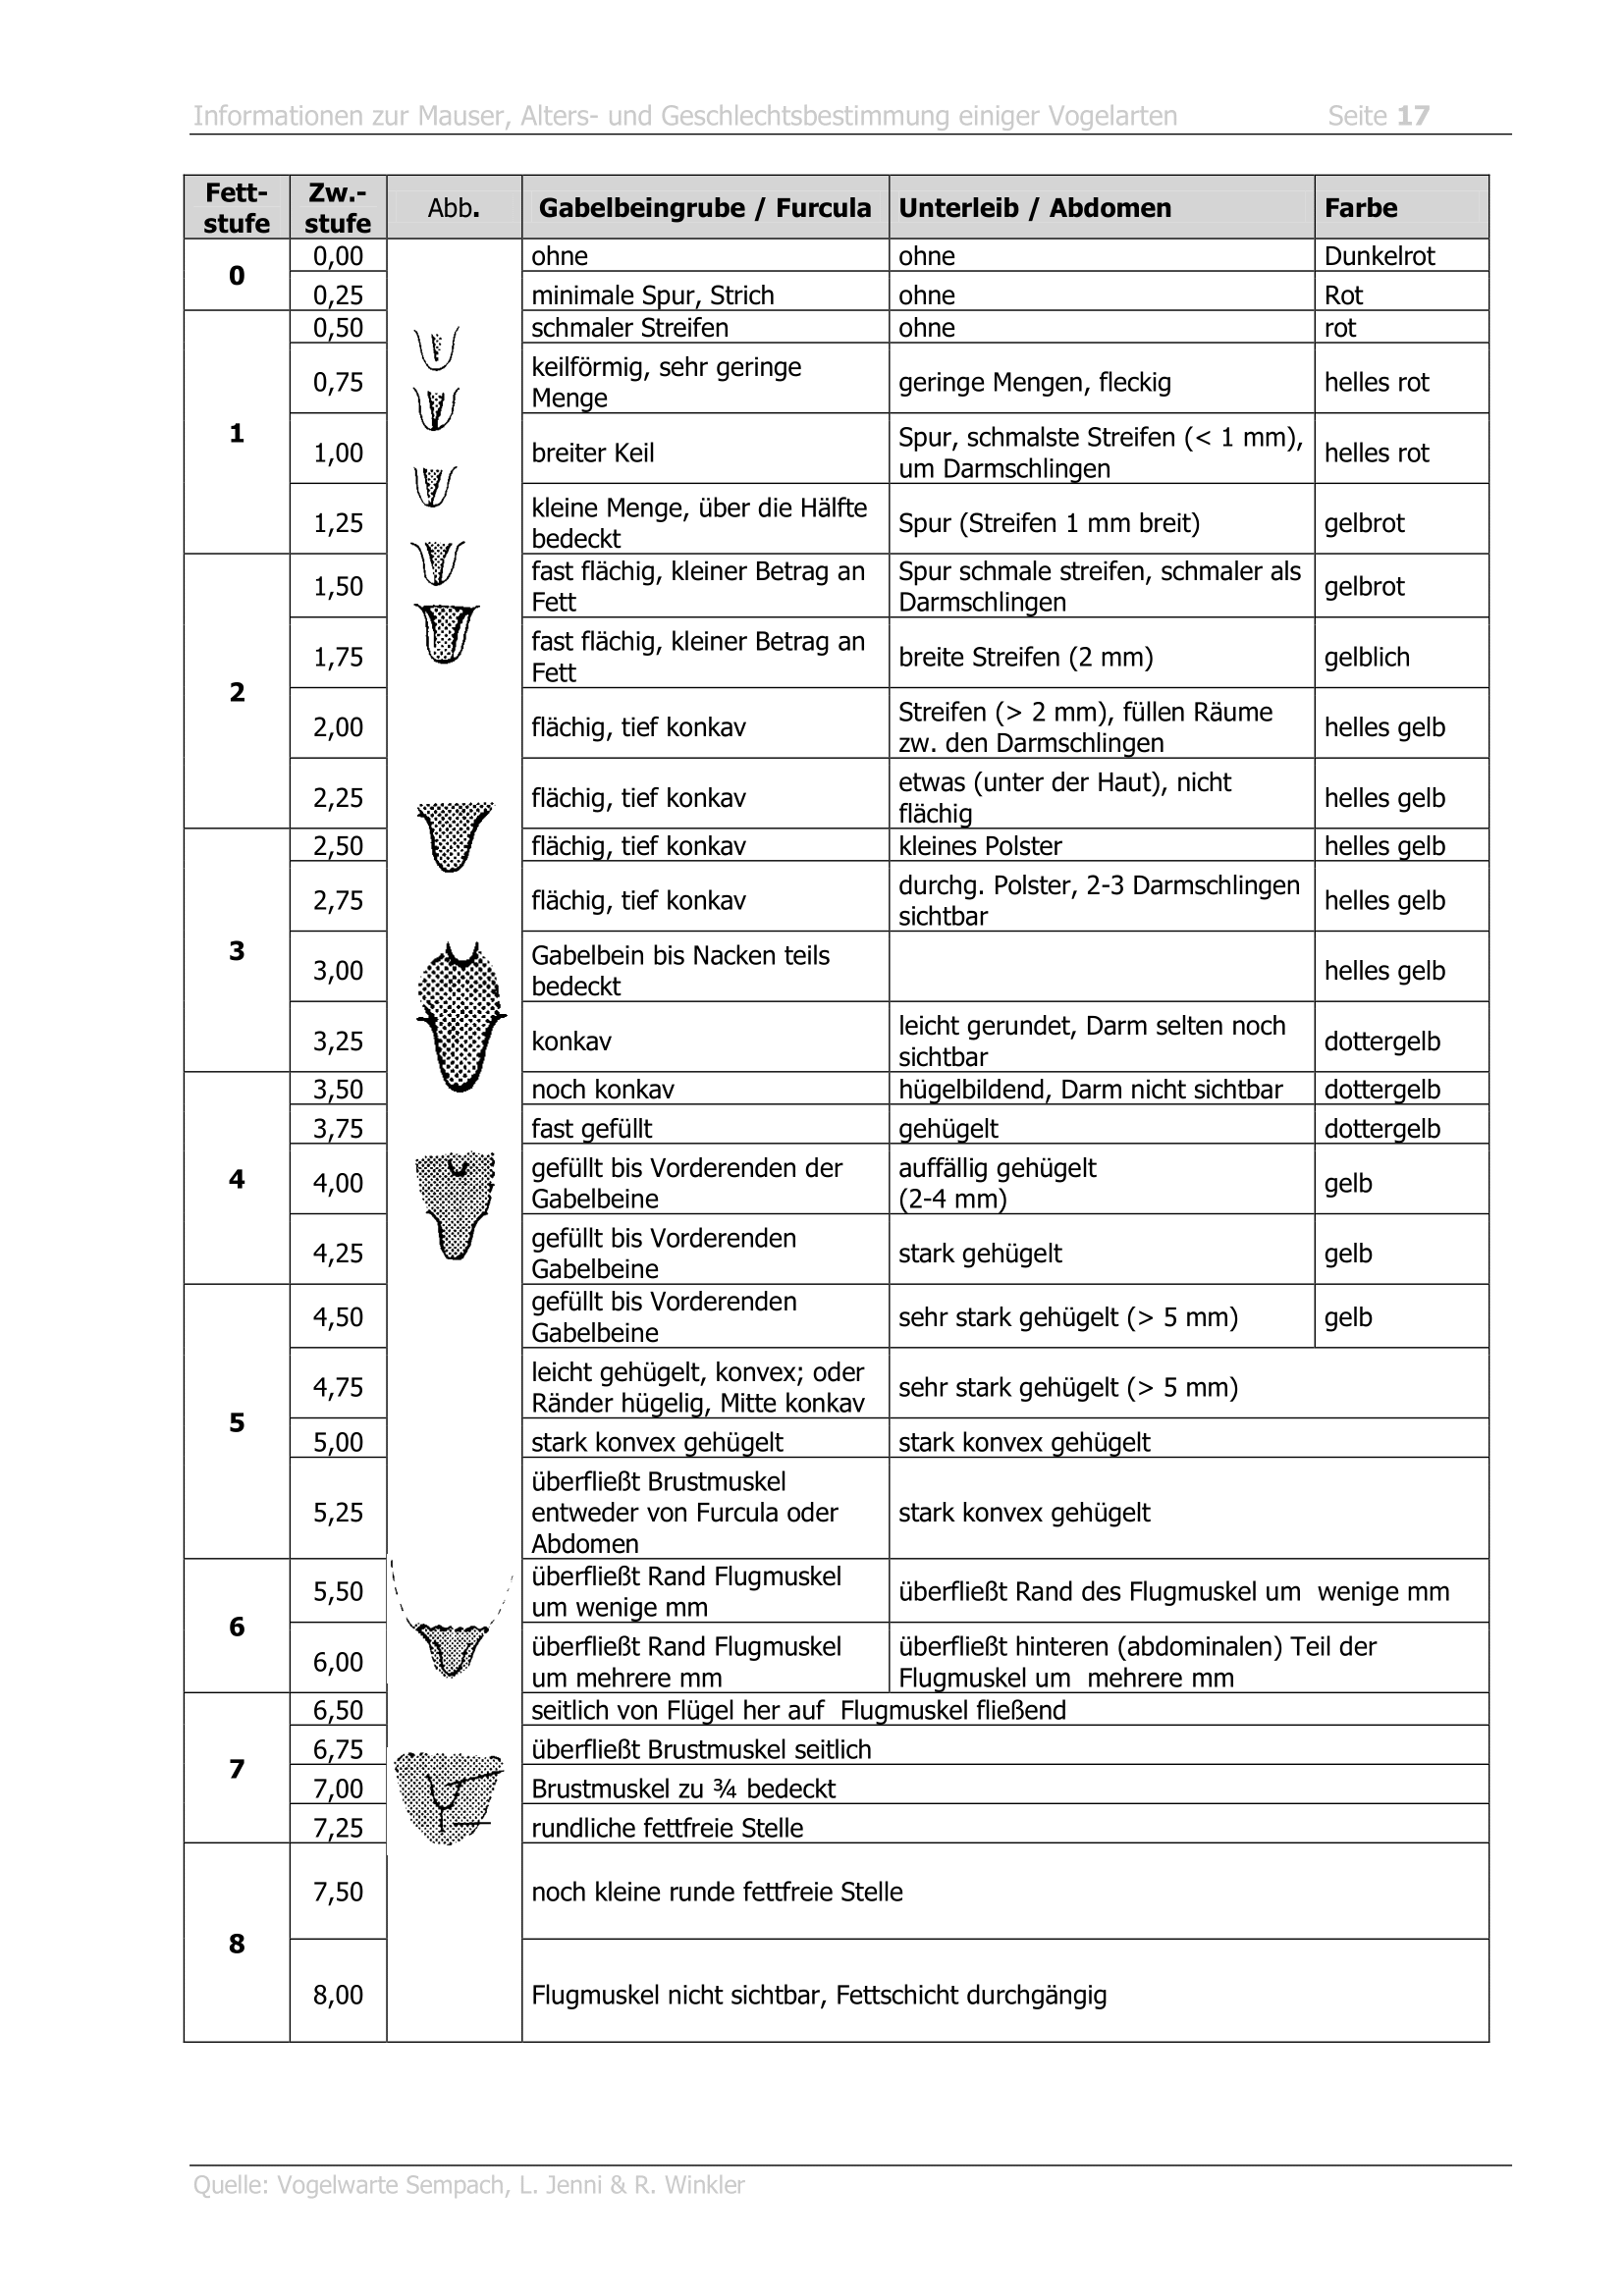 Informationen zur Mauser, Alters- und Geschlechtsbestimmung einiger Vogelarten Seite 17
Fett- Zw.- Abb. Gabelbeingrube / Furcula Unterleib / Abdomen Farbe
stufe stufe
0 0,00 ohne ohne Dunkelrot
0,25 minimale Spur, Strich ohne Rot
1 0,50 schmaler Streifen ohne rot
0,75 keilförmig, sehr geringe geringe Mengen, fleckig helles rot
Menge
1,00 breiter Keil Spur, schmalste Streifen (< 1 mm), helles rot
um Darmschlingen
1,25 kleine Menge, über die Hälfte Spur (Streifen 1 mm breit) gelbrot
bedeckt
2 1,50 fast flächig, kleiner Betrag an Spur schmale streifen, schmaler als gelbrot
Fett Darmschlingen
1,75 fast flächig, kleiner Betrag an breite Streifen (2 mm) gelblich
Fett
2,00 flächig, tief konkav Streifen (> 2 mm), füllen Räume helles gelb
zw. den Darmschlingen
2,25 flächig, tief konkav etwas (unter der Haut), nicht helles gelb
flächig
3 2,50 flächig, tief konkav kleines Polster helles gelb
2,75 flächig, tief konkav durchg. Polster, 2-3 Darmschlingen helles gelb
sichtbar
3,00 Gabelbein bis Nacken teils helles gelb
bedeckt
3,25 konkav leicht gerundet, Darm selten noch dottergelb
sichtbar
4 3,50 noch konkav hügelbildend, Darm nicht sichtbar dottergelb
3,75 fast gefüllt gehügelt dottergelb
4,00 gefüllt bis Vorderenden der auffällig gehügelt gelb
Gabelbeine (2-4 mm)
4,25 gefüllt bis Vorderenden stark gehügelt gelb
Gabelbeine
5 4,50 gefüllt bis Vorderenden sehr stark gehügelt (> 5 mm) gelb
Gabelbeine
4,75 leicht gehügelt, konvex; oder sehr stark gehügelt (> 5 mm)
Ränder hügelig, Mitte konkav
5,00 stark konvex gehügelt stark konvex gehügelt
5,25 überfließt Brustmuskel stark konvex gehügelt
entweder von Furcula oder
Abdomen
6 5,50 überfließt Rand Flugmuskel überfließt Rand des Flugmuskel um wenige mm
um wenige mm
6,00 überfließt Rand Flugmuskel überfließt hinteren (abdominalen) Teil der
um mehrere mm Flugmuskel um mehrere mm
7 6,50 seitlich von Flügel her auf Flugmuskel fließend
6,75 überfließt Brustmuskel seitlich
7,00 Brustmuskel zu ¾ bedeckt
7,25 rundliche fettfreie Stelle
8 7,50 noch kleine runde fettfreie Stelle
8,00 Flugmuskel nicht sichtbar, Fettschicht durchgängig
Quelle: Vogelwarte Sempach, L. Jenni & R. Winkler